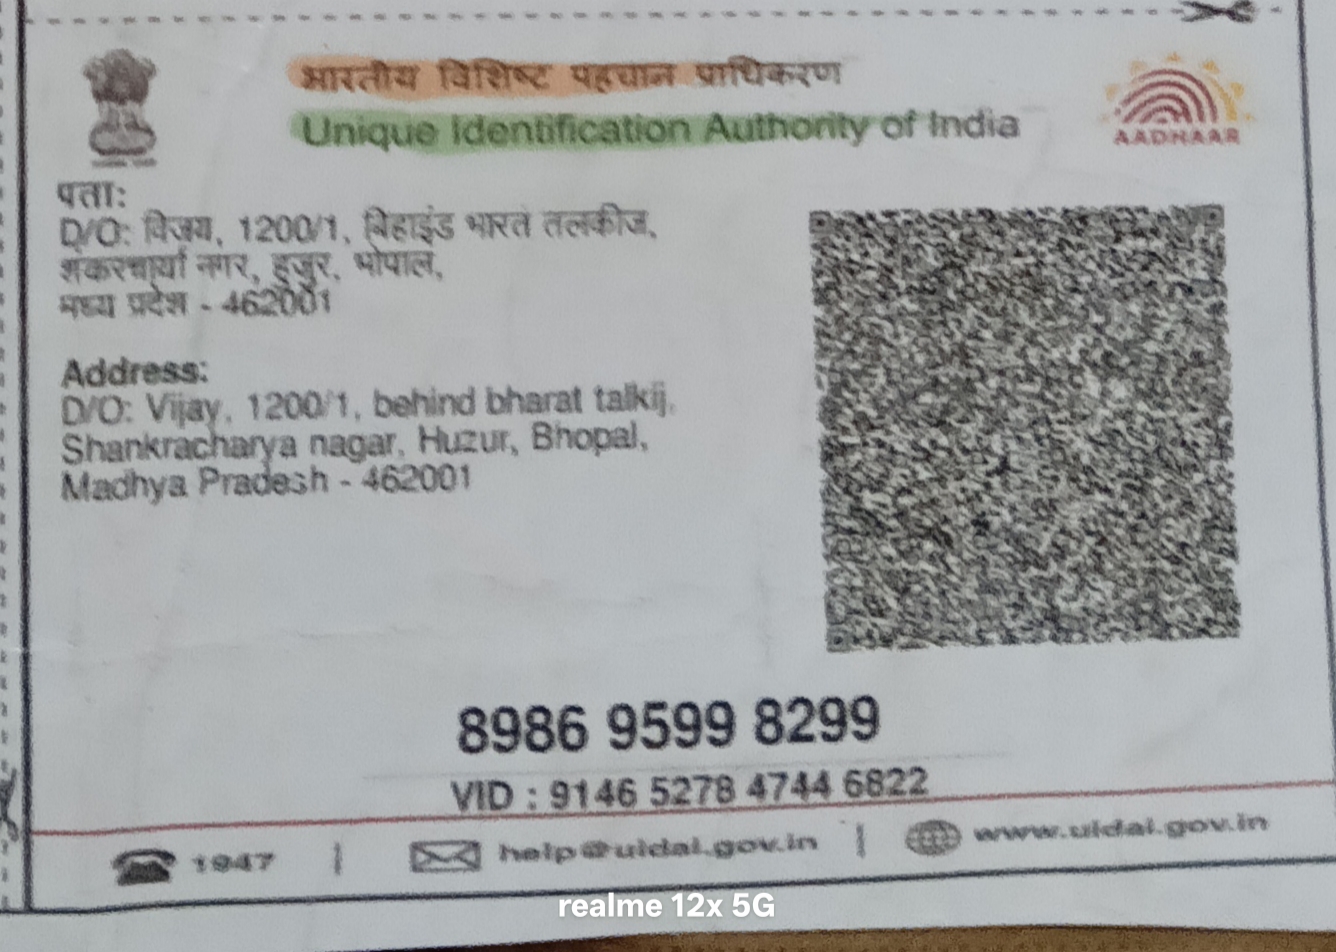 भारतीय विशिष्ट पहचान प्राधिकरण
Unique Identification Authority of India
AADHAAR
पता:
D/O: विजय, 1200/1, बिहाइंड भारत तलकीज,
शंकरचार्या नगर, हुजुर, भोपाल,
मध्य प्रदेश - 462001
Address:
D/O: Vijay, 1200/1, behind bharat talkij,
Shankracharya nagar, Huzur, Bhopal,
Madhya Pradesh - 462001
8986 9599 8299
VID : 9146 5278 4744 6822
1947 | help@uidai.gov.in | www.uidai.gov.in
realme 12x 5G